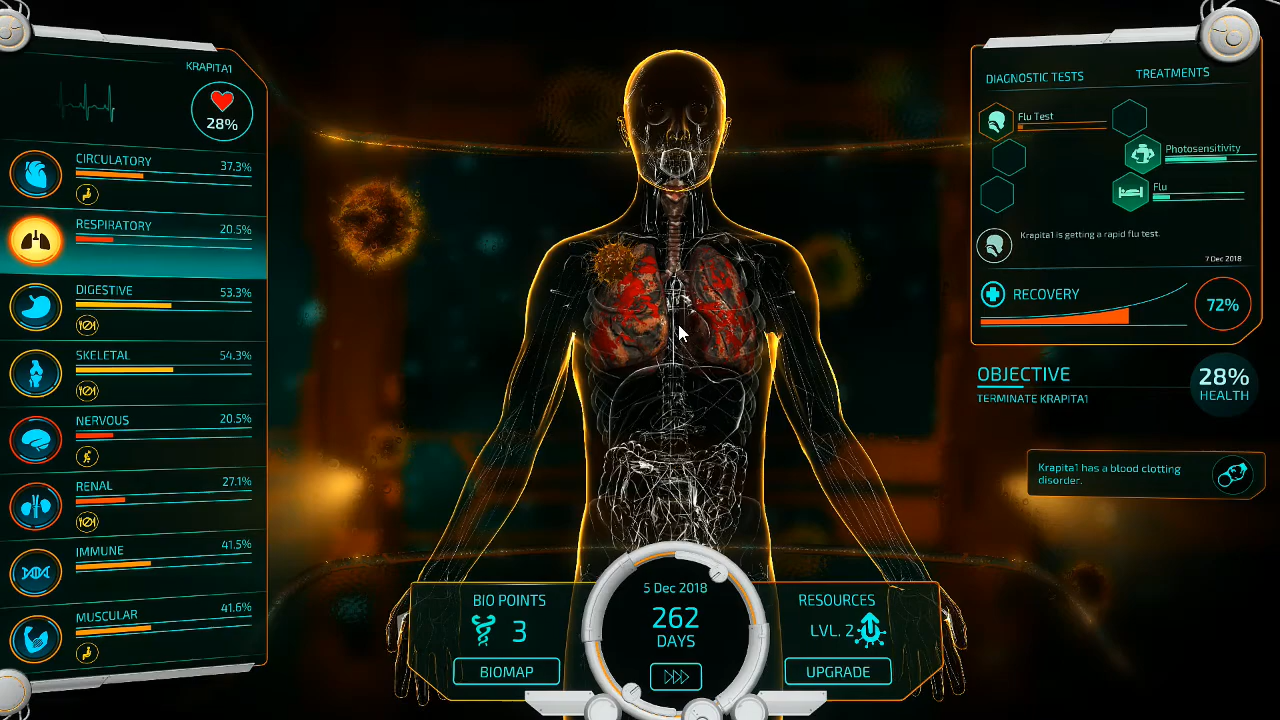 KRAPITA1
28%
CIRCULATORY 37.3%
RESPIRATORY 20.5%
DIGESTIVE 53.3%
SKELETAL 54.3%
NERVOUS 20.5%
RENAL 27.1%
IMMUNE 41.5%
MUSCULAR 41.6%
DIAGNOSTIC TESTS TREATMENTS
Flu Test
Photosensitivity
Flu
Krapita1 is getting a rapid flu test.
7 Dec 2018
RECOVERY 72%
OBJECTIVE
TERMINATE KRAPITA1
28%
HEALTH
Krapita1 has a blood clotting
disorder.
BIO POINTS
3
BIOMAP
5 Dec 2018
262
DAYS
RESOURCES
LVL. 2
UPGRADE